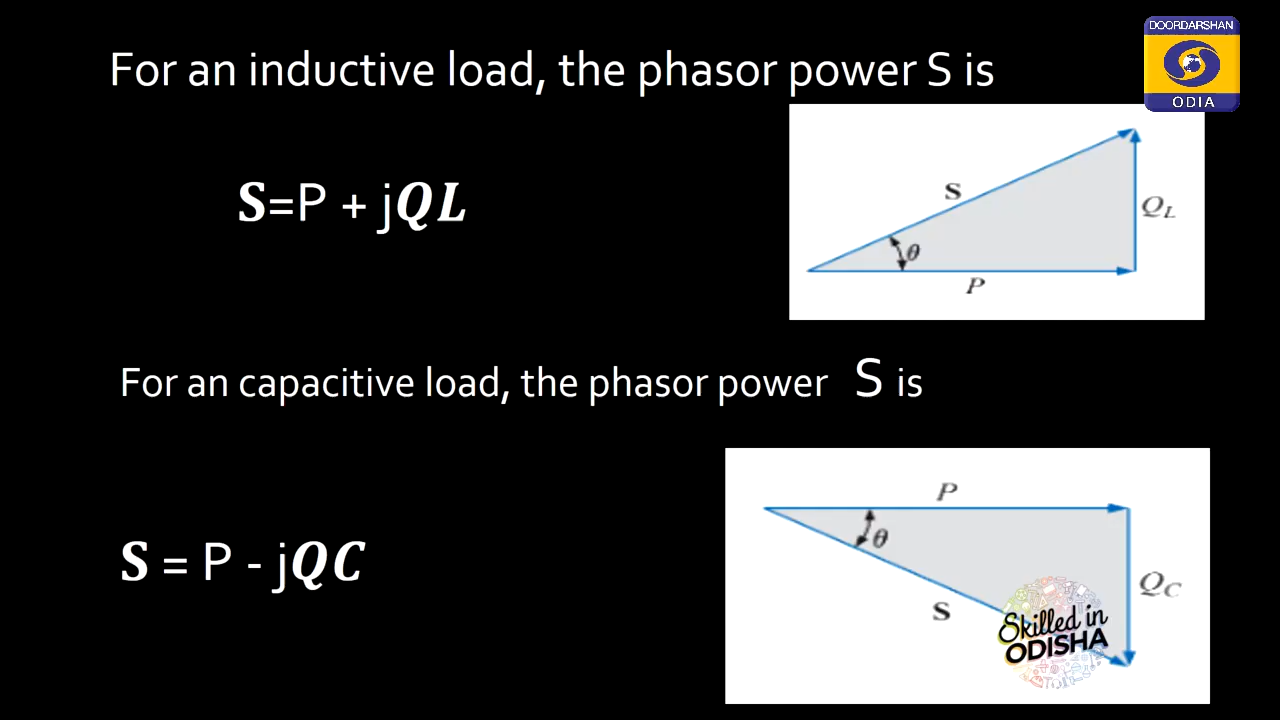 DOORDARSHAN
ODIA
For an inductive load, the phasor power S is
S=P + jQL
S
QL
θ
P
For an capacitive load, the phasor power S is
P
θ
S = P - jQC
QC
S
Skilled in
ODISHA